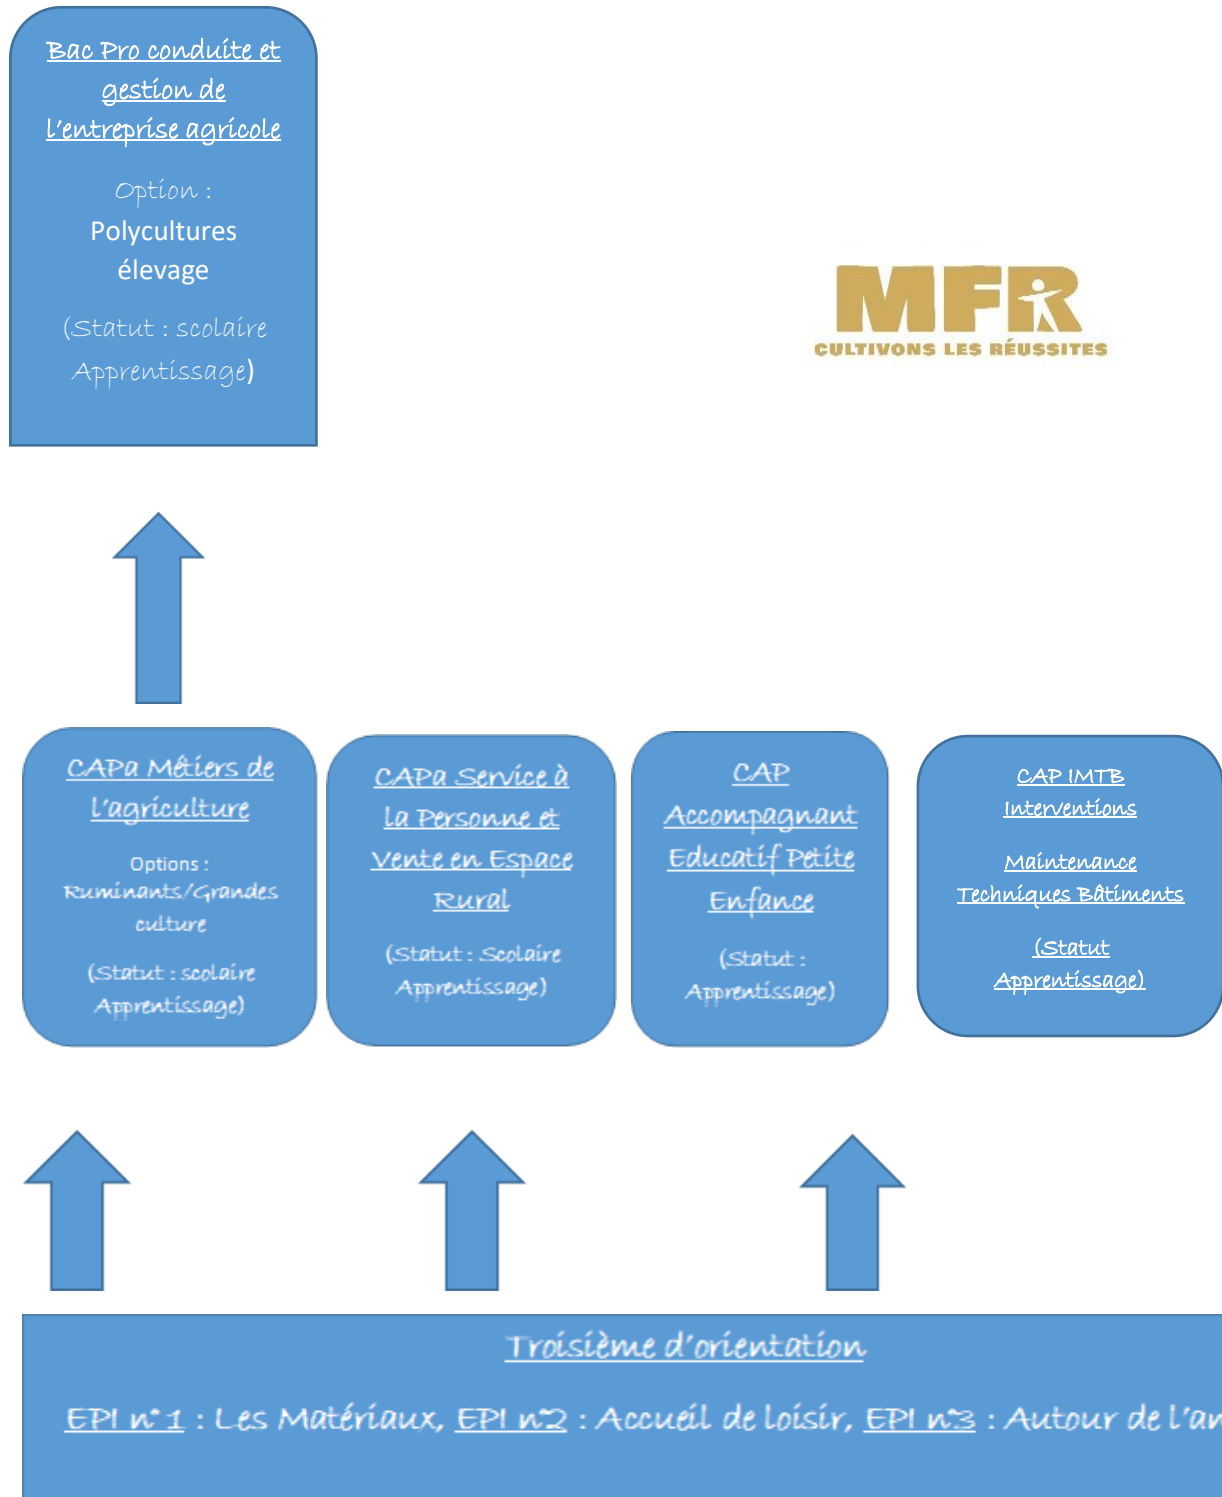 Bac Pro conduite et
gestion de
l'entreprise agricole
Option :
Polycultures
élevage
(Statut : scolaire
Apprentissage)
MFR
CULTIVONS LES RÉUSSITES
CAPa Métiers de
l'agriculture
Options :
Ruminants/Grandes
culture
(Statut : scolaire
Apprentissage)
CAPa Service à
la Personne et
Vente en Espace
Rural
(Statut : Scolaire
Apprentissage)
CAP
Accompagnant
Educatif Petite
Enfance
(Statut :
Apprentissage)
CAP IMTB
Interventions
Maintenance
Techniques Bâtiments
(Statut
Apprentissage)
Troisième d'orientation
EPI n°1 : Les Matériaux, EPI n°2 : Accueil de loisir, EPI n°3 : Autour de